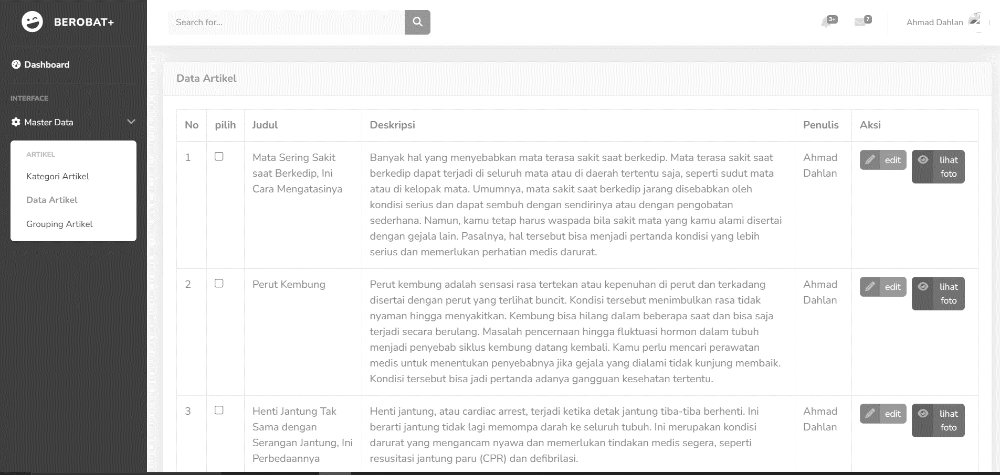 BEROBAT+
Search for...
3+
7
Ahmad Dahlan
Dashboard
INTERFACE
Master Data
ARTIKEL
Kategori Artikel
Data Artikel
Grouping Artikel
Data Artikel
No pilih Judul Deskripsi Penulis Aksi
1
Mata Sering Sakit
saat Berkedip, Ini
Cara Mengatasinya
Banyak hal yang menyebabkan mata terasa sakit saat berkedip. Mata terasa sakit saat
berkedip dapat terjadi di seluruh mata atau di daerah tertentu saja, seperti sudut mata
atau di kelopak mata. Umumnya, mata sakit saat berkedip jarang disebabkan oleh
kondisi serius dan dapat sembuh dengan sendirinya atau dengan pengobatan
sederhana. Namun, kamu tetap harus waspada bila sakit mata yang kamu alami disertai
dengan gejala lain. Pasalnya, hal tersebut bisa menjadi pertanda kondisi yang lebih
serius dan memerlukan perhatian medis darurat.
Ahmad
Dahlan
edit
lihat
foto
2
Perut Kembung
Perut kembung adalah sensasi rasa tertekan atau kepenuhan di perut dan terkadang
disertai dengan perut yang terlihat buncit. Kondisi tersebut menimbulkan rasa tidak
nyaman hingga menyakitkan. Kembung bisa hilang dalam beberapa saat dan bisa saja
terjadi secara berulang. Masalah pencernaan hingga fluktuasi hormon dalam tubuh
menjadi penyebab siklus kembung datang kembali. Kamu perlu mencari perawatan
medis untuk menentukan penyebabnya jika gejala yang dialami tidak kunjung membaik.
Kondisi tersebut bisa jadi pertanda adanya gangguan kesehatan tertentu.
Ahmad
Dahlan
edit
lihat
foto
3
Henti Jantung Tak
Sama dengan
Serangan Jantung, Ini
Perbedaannya
Henti jantung, atau cardiac arrest, terjadi ketika detak jantung tiba-tiba berhenti. Ini
berarti jantung tidak lagi memompa darah ke seluruh tubuh. Ini merupakan kondisi
darurat yang mengancam nyawa dan memerlukan tindakan medis segera, seperti
resusitasi jantung paru (CPR) dan defibrilasi.
Ahmad
Dahlan
edit
lihat
foto